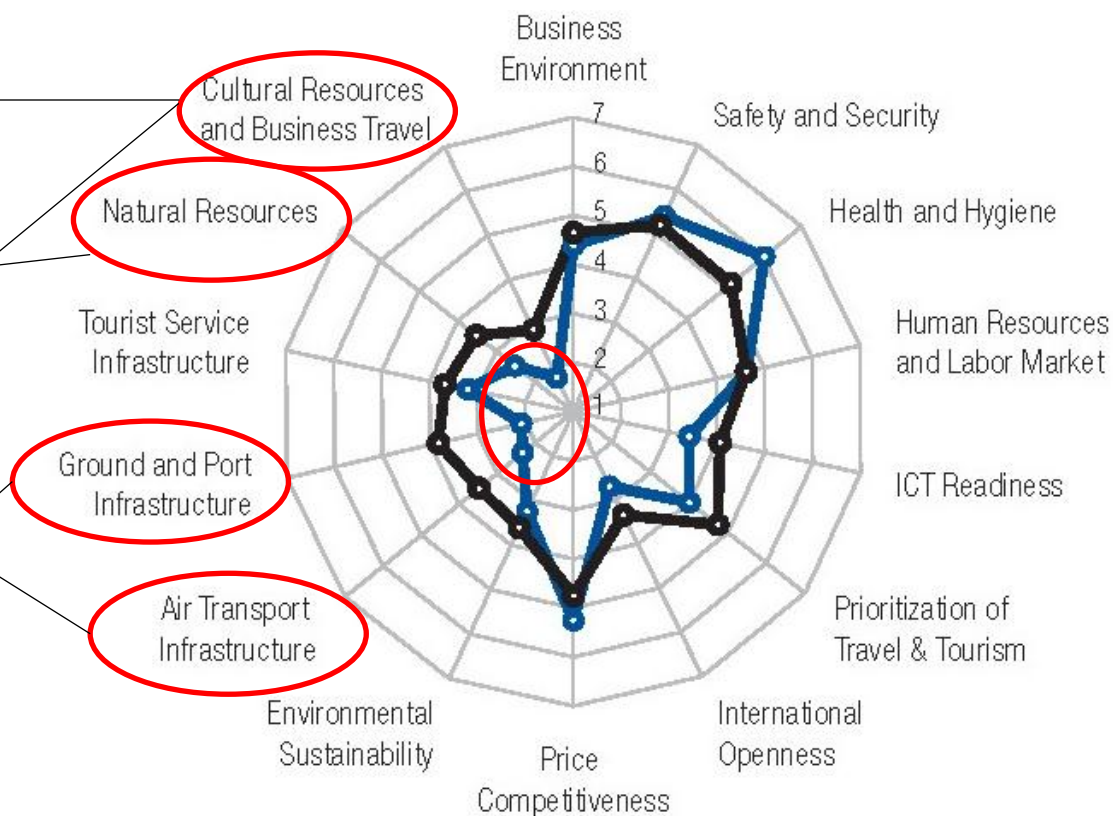 Business
Environment
Cultural Resources
and Business Travel
7
Safety and Security
6
Natural Resources
5
Health and Hygiene
4
3
Tourist Service
Infrastructure
Human Resources
and Labor Market
2
1
Ground and Port
Infrastructure
ICT Readiness
Air Transport
Infrastructure
Prioritization of
Travel & Tourism
Environmental
Sustainability
International
Openness
Price
Competitiveness